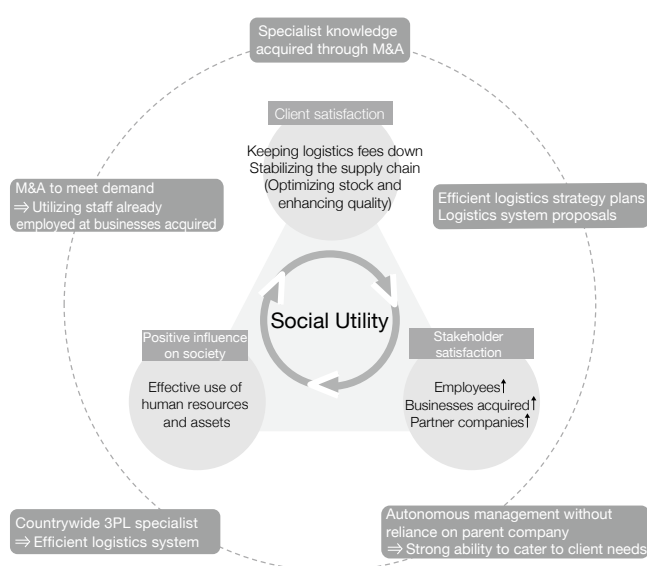 Specialist knowledge
acquired through M&A
Client satisfaction
Keeping logistics fees down
Stabilizing the supply chain
(Optimizing stock and
enhancing quality)
M&A to meet demand
⇒ Utilizing staff already
employed at businesses acquired
Efficient logistics strategy plans
Logistics system proposals
Social Utility
Positive influence
on society
Effective use of
human resources
and assets
Stakeholder
satisfaction
Employees↑
Businesses acquired↑
Partner companies↑
Countrywide 3PL specialist
⇒ Efficient logistics system
Autonomous management without
reliance on parent company
⇒ Strong ability to cater to client needs